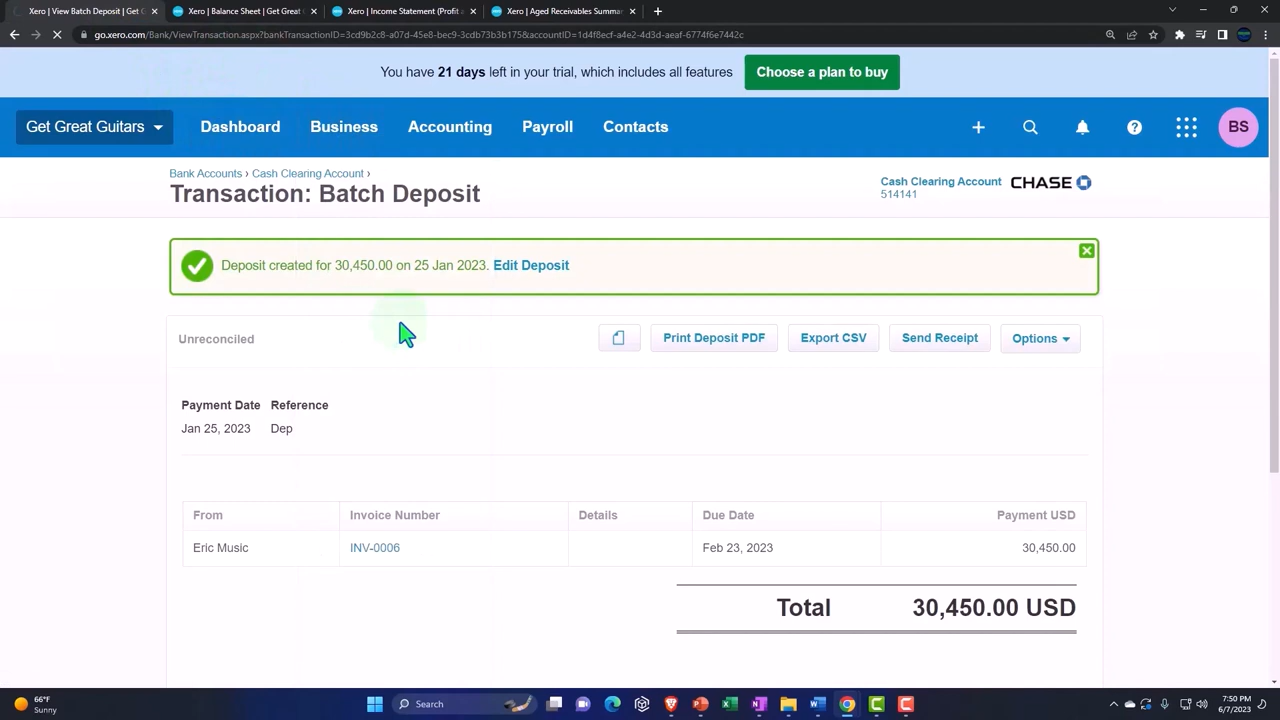 Xero | View Batch Deposit | Get C
Xero | Balance Sheet | Get Great G
Xero | Income Statement (Profit a
Xero | Aged Receivables Summar
go.xero.com/Bank/ViewTransaction.aspx?bankTransactionID=3cd9b2c8-a07d-45e8-bec9-3cdb73b3b175&accountID=1d4f8ecf-a4e2-4d3d-aeaf-6774f6e7442c
You have 21 days left in your trial, which includes all features
Choose a plan to buy
Get Great Guitars
Dashboard
Business
Accounting
Payroll
Contacts
BS
Bank Accounts › Cash Clearing Account ›
Transaction: Batch Deposit
Cash Clearing Account
514141
CHASE
Deposit created for 30,450.00 on 25 Jan 2023. Edit Deposit
Unreconciled
Print Deposit PDF
Export CSV
Send Receipt
Options
Payment Date Reference
Jan 25, 2023 Dep
From Invoice Number Details Due Date Payment USD
Eric Music INV-0006 Feb 23, 2023 30,450.00
Total 30,450.00 USD
66°F
Sunny
Search
7:50 PM
6/7/2023